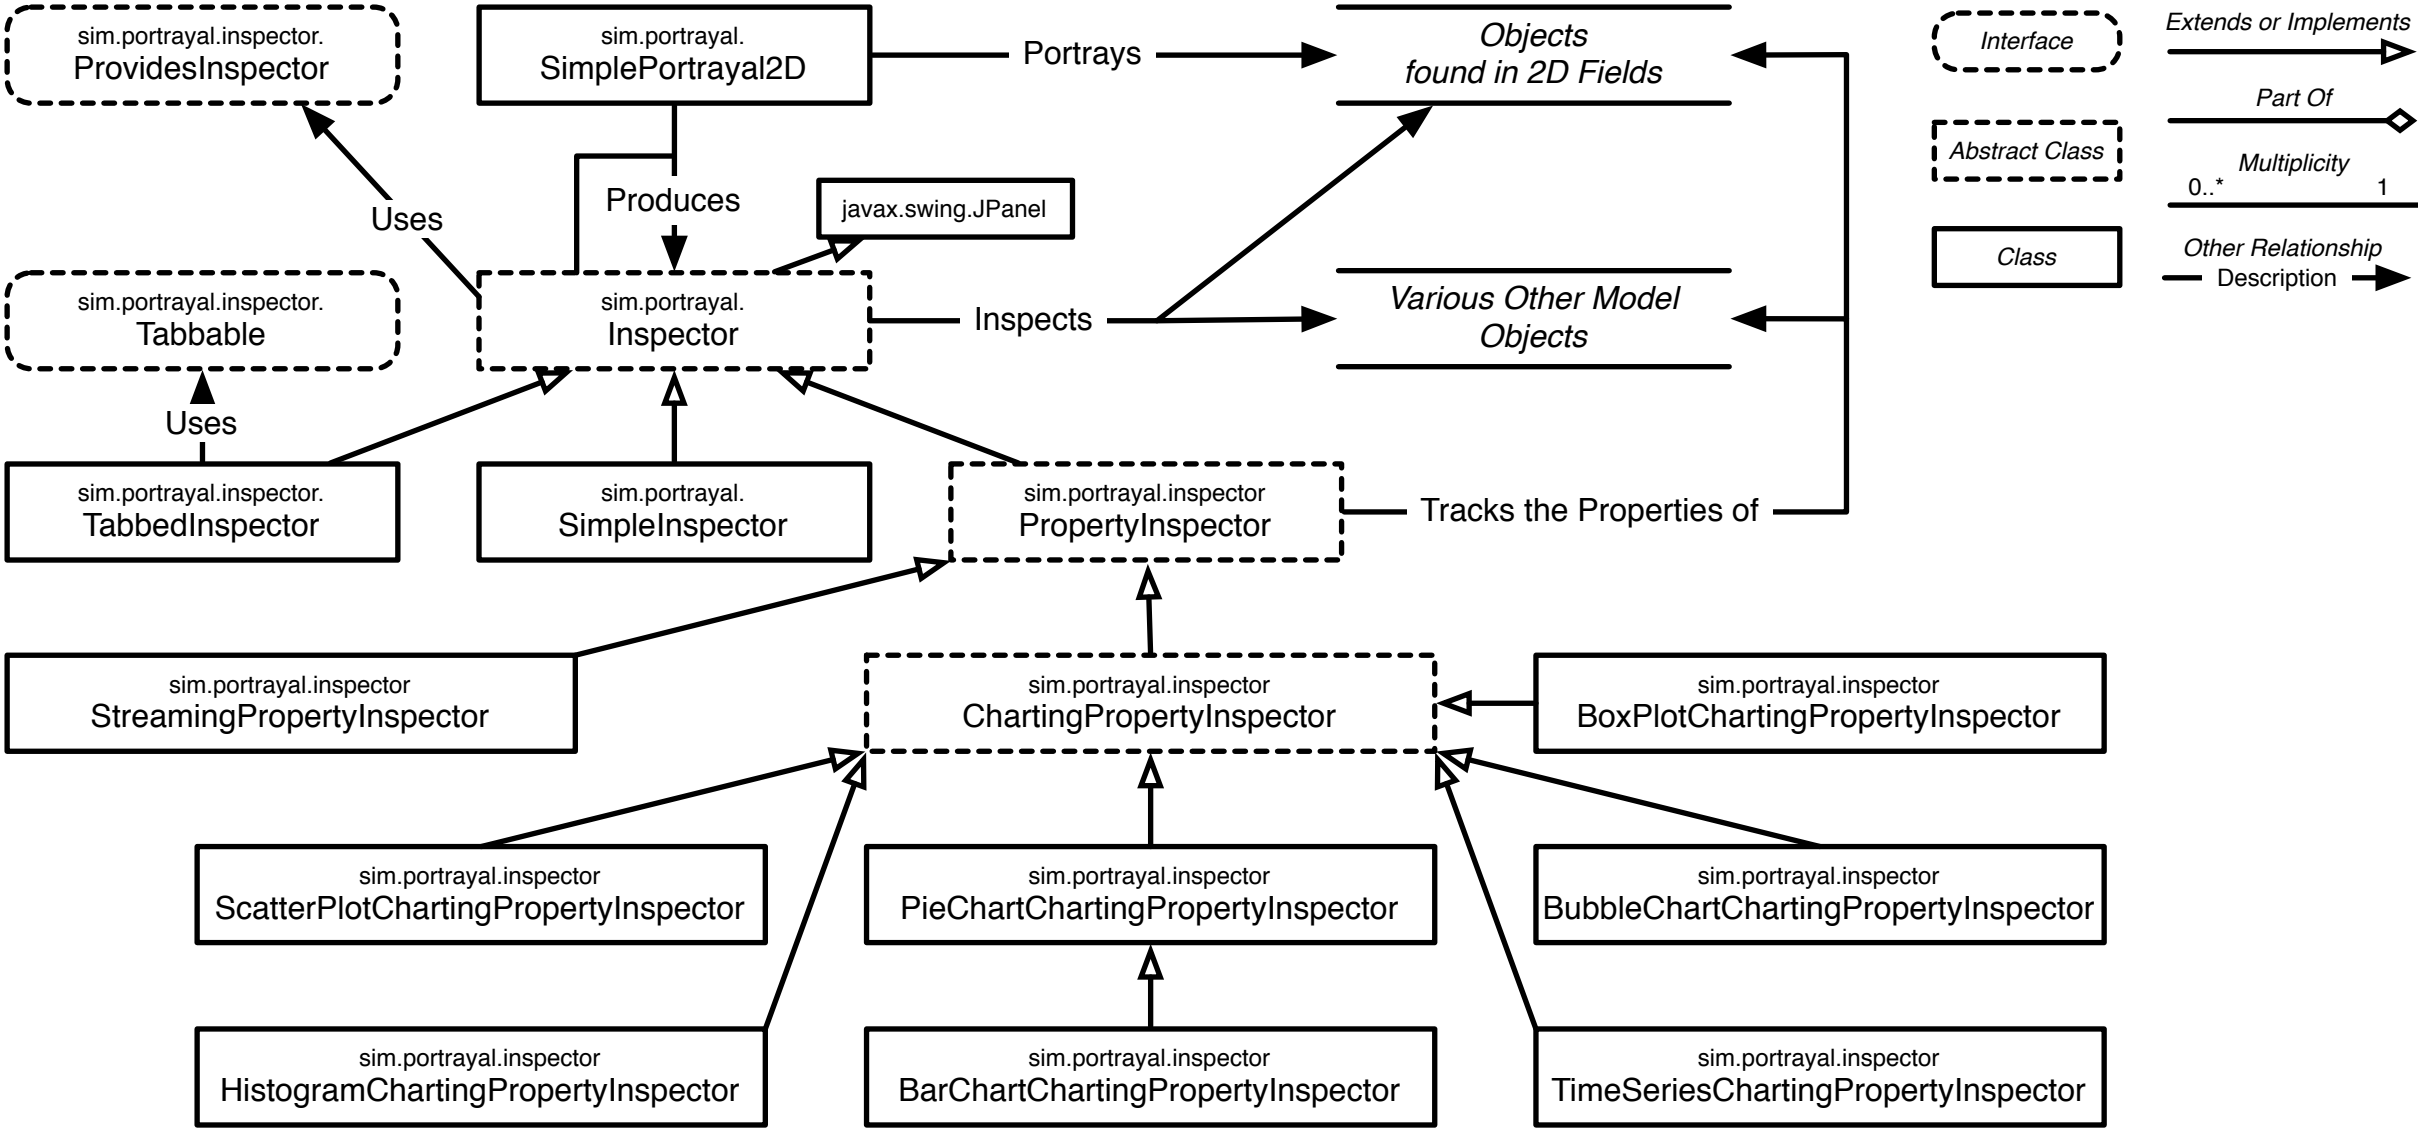 sim.portrayal.inspector.
ProvidesInspector
sim.portrayal.
SimplePortrayal2D
Portrays
Objects
found in 2D Fields
Interface
Extends or Implements
Part Of
Abstract Class
Multiplicity
0..*
1
Class
Other Relationship
Description
Uses
Produces
javax.swing.JPanel
sim.portrayal.inspector.
Tabbable
sim.portrayal.
Inspector
Inspects
Various Other Model
Objects
Uses
sim.portrayal.inspector.
TabbedInspector
sim.portrayal.
SimpleInspector
sim.portrayal.inspector
PropertyInspector
Tracks the Properties of
sim.portrayal.inspector
StreamingPropertyInspector
sim.portrayal.inspector
ChartingPropertyInspector
sim.portrayal.inspector
BoxPlotChartingPropertyInspector
sim.portrayal.inspector
ScatterPlotChartingPropertyInspector
sim.portrayal.inspector
PieChartChartingPropertyInspector
sim.portrayal.inspector
BubbleChartChartingPropertyInspector
sim.portrayal.inspector
HistogramChartingPropertyInspector
sim.portrayal.inspector
BarChartChartingPropertyInspector
sim.portrayal.inspector
TimeSeriesChartingPropertyInspector